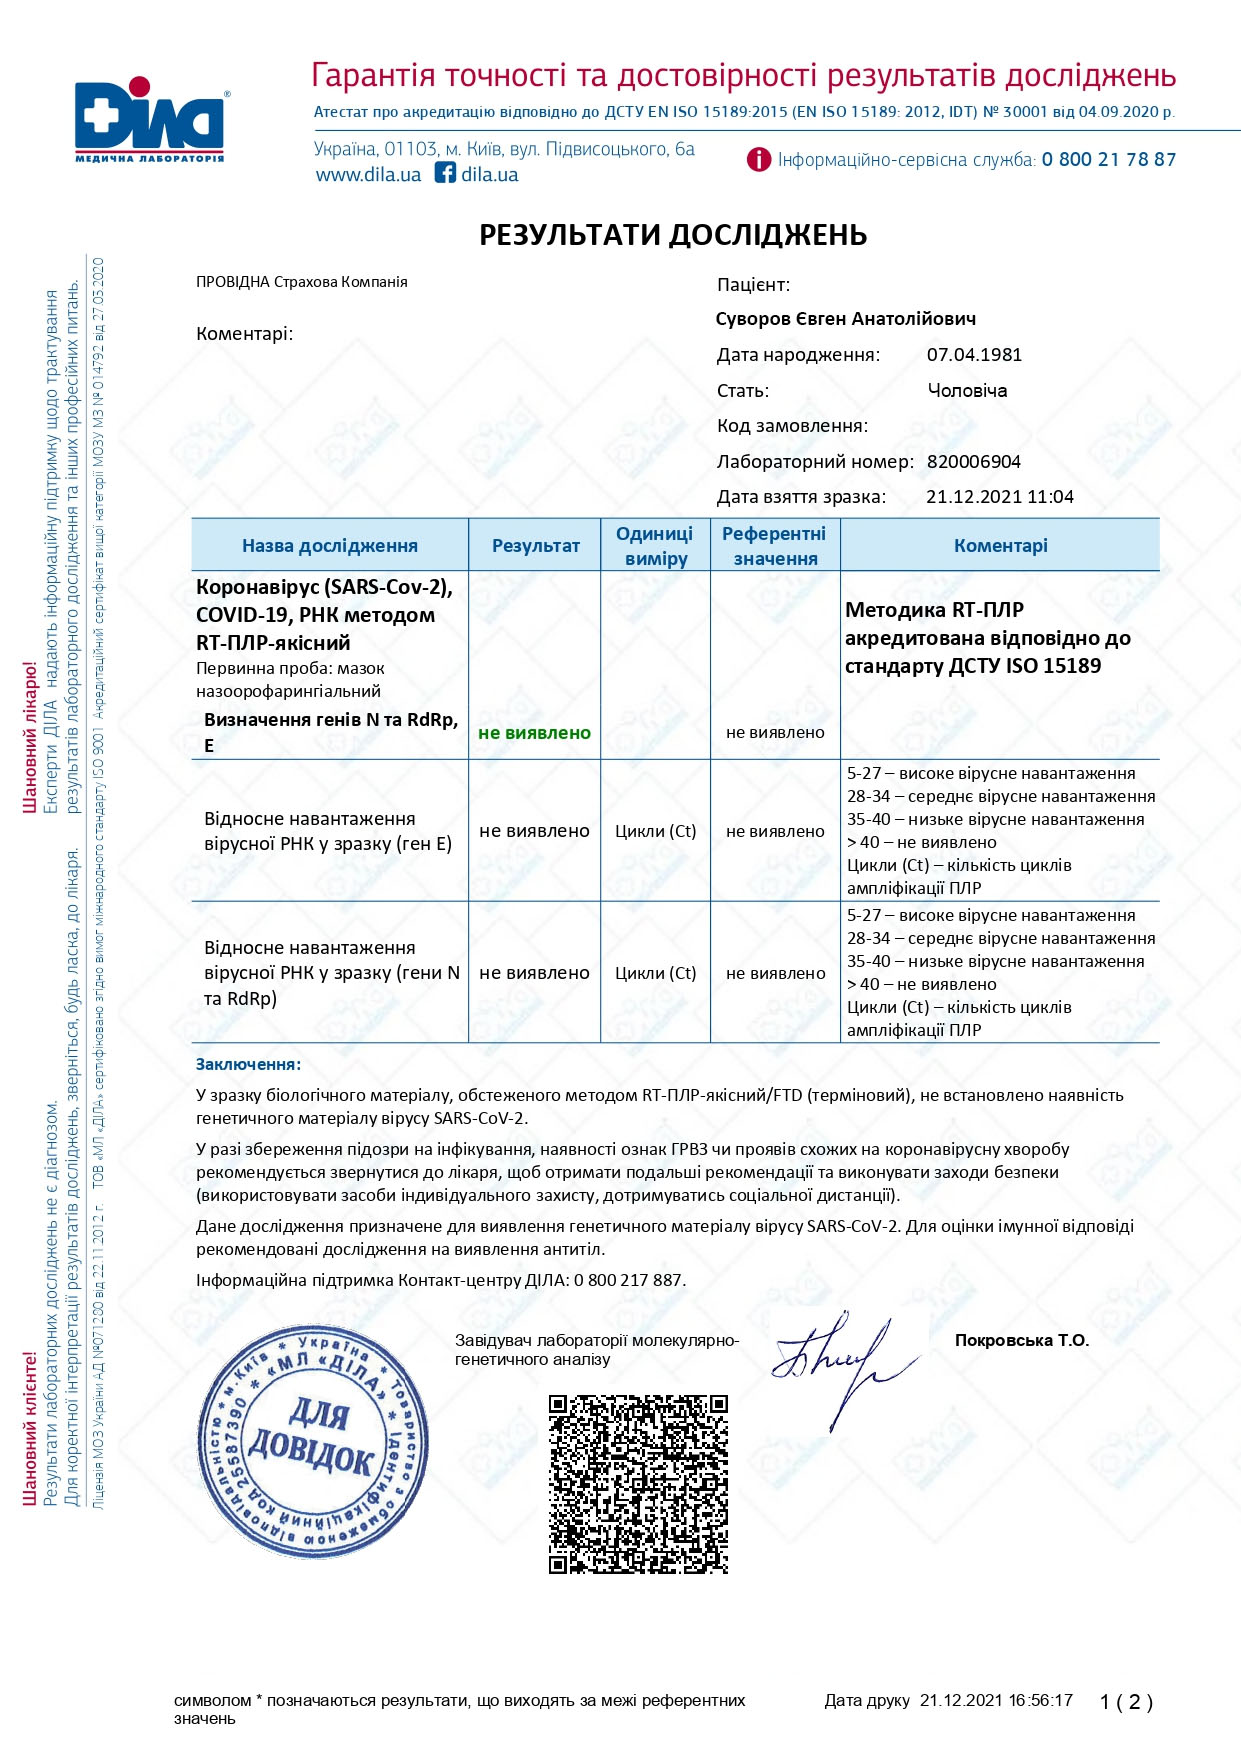 Діла®
МЕДИЧНА ЛАБОРАТОРІЯ
Гарантія точності та достовірності результатів досліджень
Атестат про акредитацію відповідно до ДСТУ EN ISO 15189:2015 (EN ISO 15189: 2012, IDT) № 30001 від 04.09.2020 р.
Україна, 01103, м. Київ, вул. Підвисоцького, 6а
www.dila.ua dila.ua
Інформаційно-сервісна служба: 0 800 21 78 87
РЕЗУЛЬТАТИ ДОСЛІДЖЕНЬ
ПРОВІДНА Страхова Компанія
Коментарі:
Пацієнт:
Суворов Євген Анатолійович
Дата народження: 07.04.1981
Стать: Чоловіча
Код замовлення:
Лабораторний номер: 820006904
Дата взяття зразка: 21.12.2021 11:04
Назва дослідження
Результат
Одиниці
виміру
Референтні
значення
Коментарі
Коронавірус (SARS-Cov-2),
COVID-19, РНК методом
RT-ПЛР-якісний
Первинна проба: мазок
назоорофарингіальний
Визначення генів N та RdRp,
E
не виявлено
не виявлено
Методика RT-ПЛР
акредитована відповідно до
стандарту ДСТУ ISO 15189
Відносне навантаження
вірусної РНК у зразку (ген E)
не виявлено
Цикли (Ct)
не виявлено
5-27 – високе вірусне навантаження
28-34 – середнє вірусне навантаження
35-40 – низьке вірусне навантаження
> 40 – не виявлено
Цикли (Ct) – кількість циклів
ампліфікації ПЛР
Відносне навантаження
вірусної РНК у зразку (гени N
та RdRp)
не виявлено
Цикли (Ct)
не виявлено
5-27 – високе вірусне навантаження
28-34 – середнє вірусне навантаження
35-40 – низьке вірусне навантаження
> 40 – не виявлено
Цикли (Ct) – кількість циклів
ампліфікації ПЛР
Заключення:
У зразку біологічного матеріалу, обстеженого методом RT-ПЛР-якісний/FTD (терміновий), не встановлено наявність
генетичного матеріалу вірусу SARS-CoV-2.
У разі збереження підозри на інфікування, наявності ознак ГРВЗ чи проявів схожих на коронавірусну хворобу
рекомендується звернутися до лікаря, щоб отримати подальші рекомендації та виконувати заходи безпеки
(використовувати засоби індивідуального захисту, дотримуватись соціальної дистанції).
Дане дослідження призначене для виявлення генетичного матеріалу вірусу SARS-CoV-2. Для оцінки імунної відповіді
рекомендовані дослідження на виявлення антитіл.
Інформаційна підтримка Контакт-центру ДІЛА: 0 800 217 887.
Завідувач лабораторії молекулярно-
генетичного аналізу
Покровська Т.О.
* Україна * Товариство з обмеженою відповідальністю * м.Київ
* «МЛ «ДІЛА» * Ідентифікаційний код 25587390
ДЛЯ
ДОВІДОК
символом * позначаються результати, що виходять за межі референтних
значень
Дата друку 21.12.2021 16:56:17 1 ( 2 )
Шановний лікарю!
Експерти ДІЛА надають інформаційну підтримку щодо трактування
результатів лабораторного дослідження та інших професійних питань.
Шановний клієнте!
Результати лабораторних досліджень не є діагнозом.
Для коректної інтерпретації результатів досліджень, зверніться, будь ласка, до лікаря.
Ліцензія МОЗ України АД №071280 від 22.11.2012 г. ТОВ «МЛ «ДІЛА» сертифіковано згідно вимог міжнародного стандарту ISO 9001 Акредитаційний сертифікат вищої категорії МОЗУ МЗ № 014792 від 27.03.2020